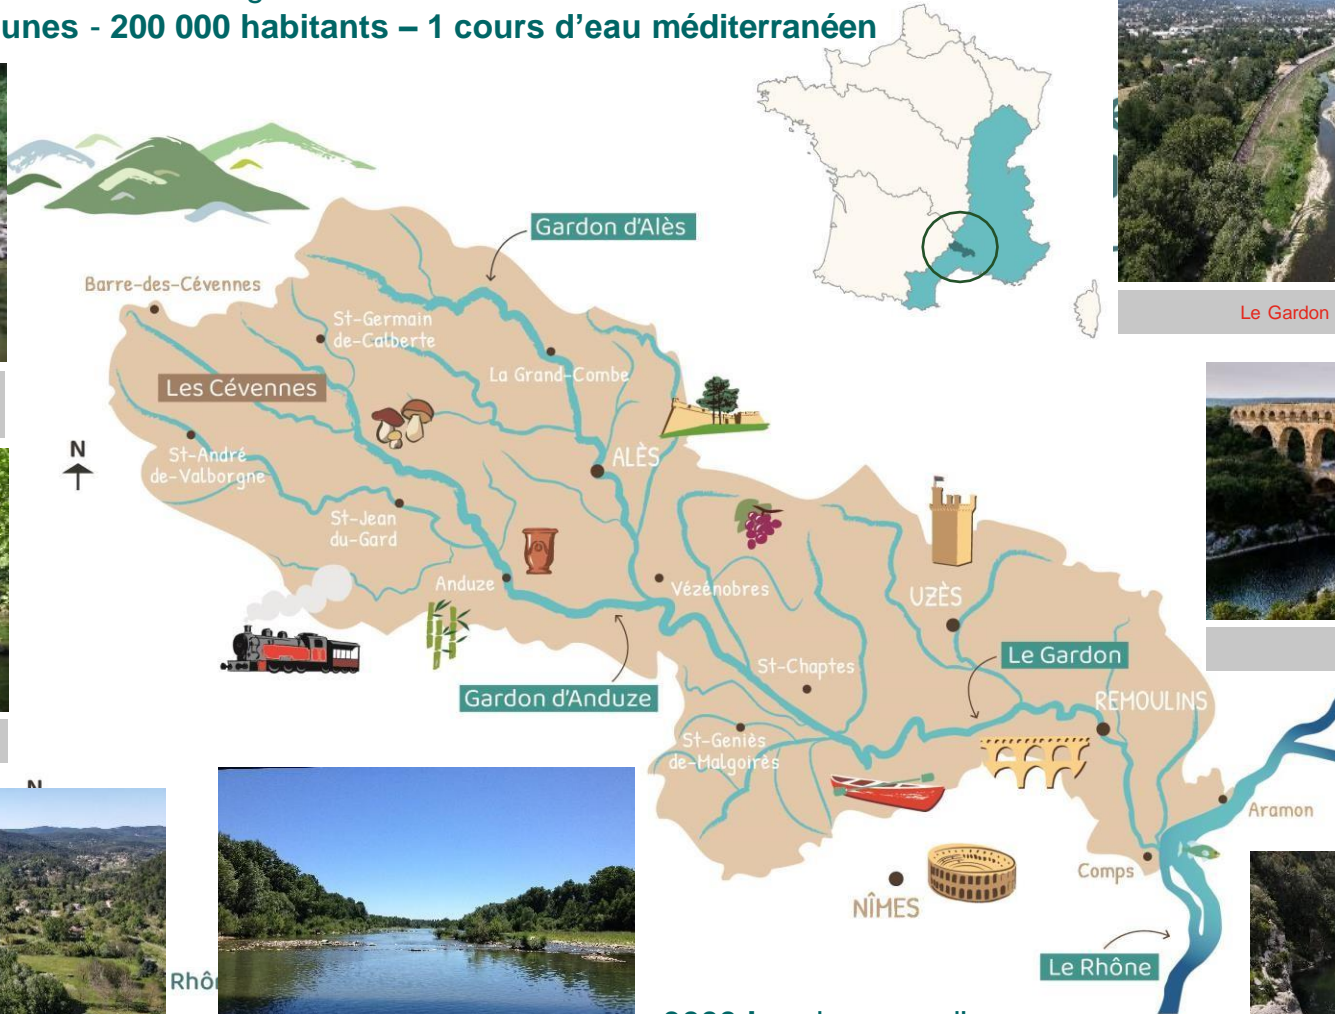 unes - 200 000 habitants – 1 cours d’eau méditerranéen
Gardon d’Alès
Barre-des-Cévennes
St-Germain
de-Calberte
Le Gardon
La Grand-Combe
Les Cévennes
N
ALÈS
St-André
de-Valborgne
St-Jean
du-Gard
Anduze
Vézénobres
UZÈS
St-Chaptes
Le Gardon
Gardon d’Anduze
REMOULINS
St-Geniès
de-Malgoirès
N
Aramon
Comps
NÎMES
Le Rhône
Rhô